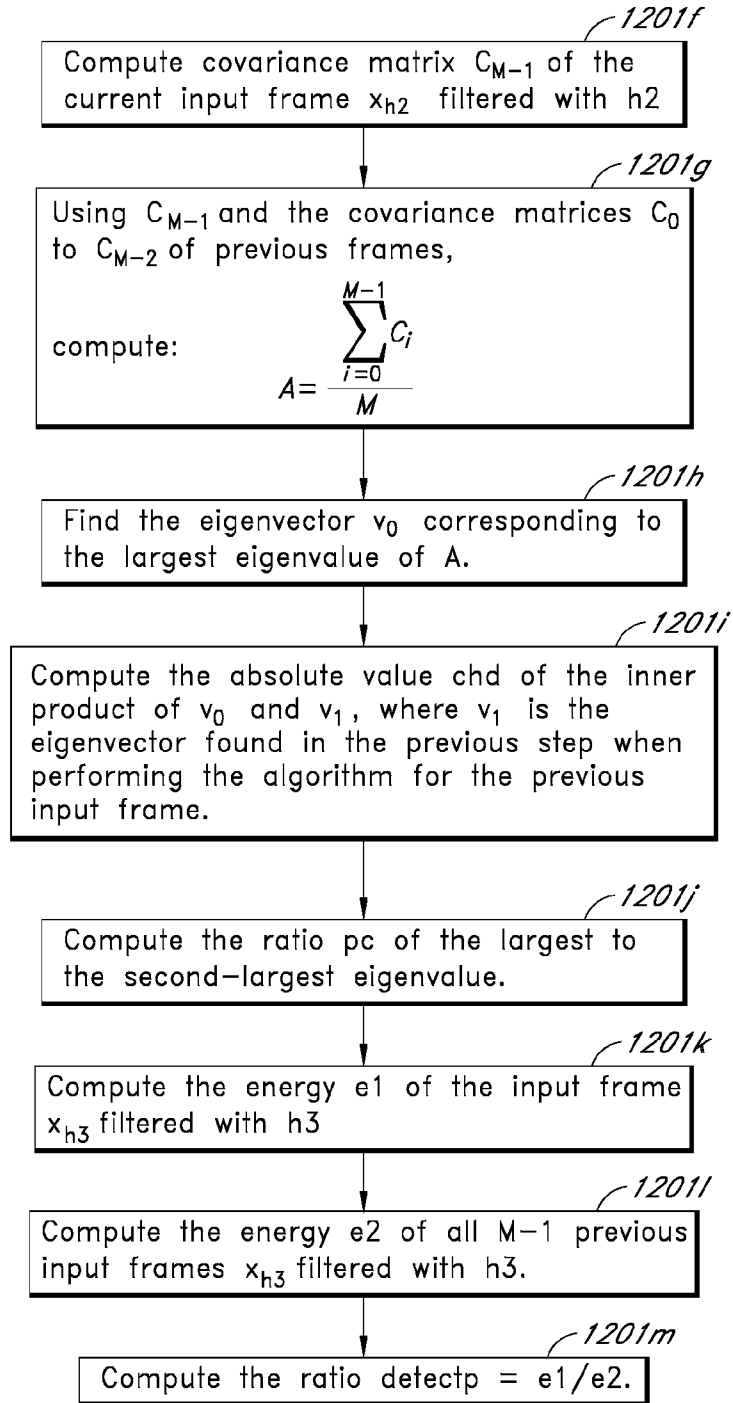 1201f
Compute covariance matrix C_{M-1} of the
current input frame x_{h2} filtered with h2
1201g
Using C_{M-1} and the covariance matrices C_0
to C_{M-2} of previous frames,
compute: A = \frac{\sum_{i=0}^{M-1} C_i}{M}
1201h
Find the eigenvector v_0 corresponding to
the largest eigenvalue of A.
1201i
Compute the absolute value chd of the inner
product of v_0 and v_1, where v_1 is the
eigenvector found in the previous step when
performing the algorithm for the previous
input frame.
1201j
Compute the ratio pc of the largest to
the second-largest eigenvalue.
1201k
Compute the energy e1 of the input frame
x_{h3} filtered with h3
1201l
Compute the energy e2 of all M-1 previous
input frames x_{h3} filtered with h3.
1201m
Compute the ratio detectp = e1/e2.